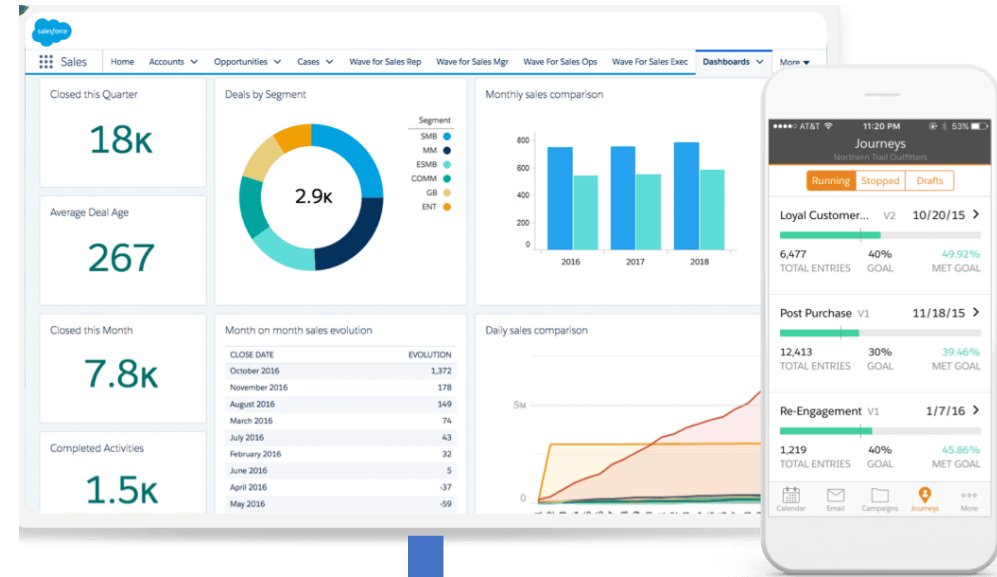 salesforce
Sales Home Accounts Opportunities Cases Wave for Sales Rep Wave for Sales Mgr Wave For Sales Ops Wave For Sales Exec Dashboards More
Closed this Quarter
18K
Average Deal Age
267
Closed this Month
7.8K
Completed Activities
1.5K
Deals by Segment
2.9K
Segment
SMB
MM
ESMB
COMM
GB
ENT
Monthly sales comparison
800
600
400
200
0
2016 2017 2018
Month on month sales evolution
CLOSE DATE EVOLUTION
October 2016 1,372
November 2016 178
August 2016 149
March 2016 74
July 2016 43
February 2016 32
June 2016 5
April 2016 -37
May 2016 -59
Daily sales comparison
5M
0
AT&T 11:20 PM 53%
Journeys
Northern Trail Outfitters
Running Stopped Drafts
Loyal Customer... V2 10/20/15
6,477 40% 49.92%
TOTAL ENTRIES GOAL MET GOAL
Post Purchase V1 11/18/15
12,413 30% 39.46%
TOTAL ENTRIES GOAL MET GOAL
Re-Engagement V1 1/7/16
1,219 40% 45.86%
TOTAL ENTRIES GOAL MET GOAL
Calendar Email Campaigns Journeys More